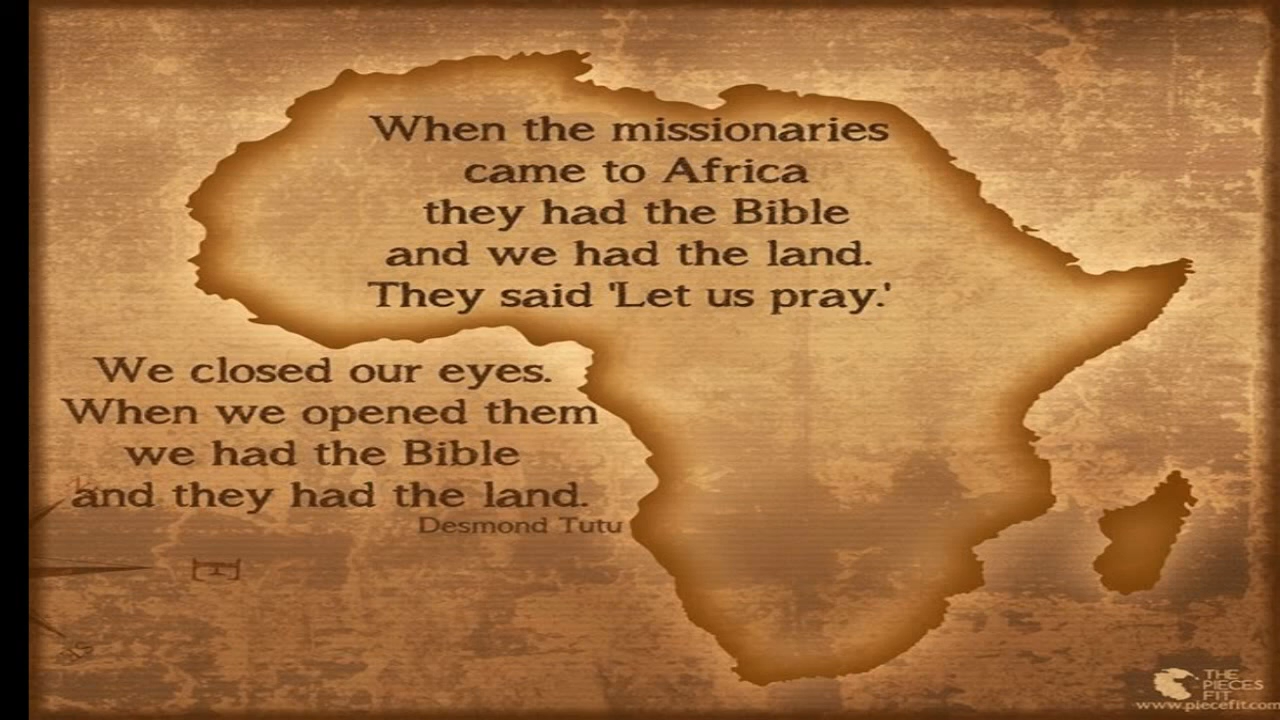 When the missionaries
came to Africa
they had the Bible
and we had the land.
They said 'Let us pray.'
We closed our eyes.
When we opened them
we had the Bible
and they had the land.
Desmond Tutu
THE
PIECES
FIT
www.piecefit.com